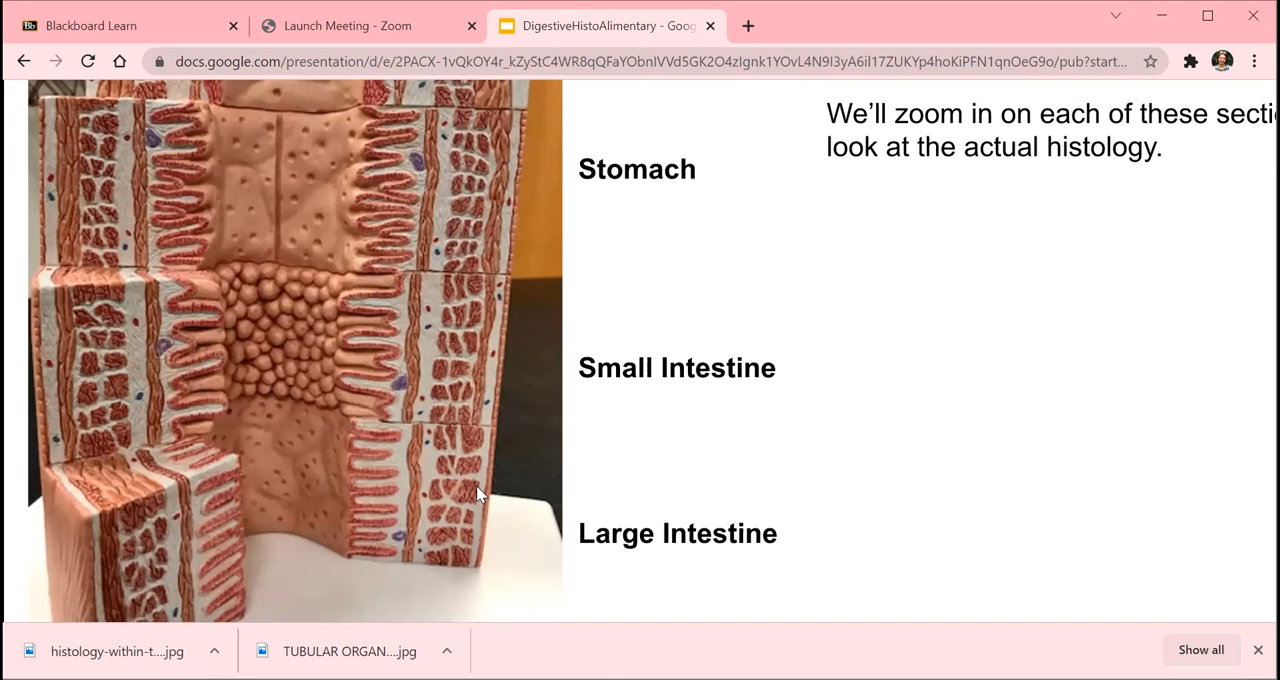 Blackboard Learn
Launch Meeting - Zoom
DigestiveHistoAlimentary - Goog
docs.google.com/presentation/d/e/2PACX-1vQkOY4r_kZyStC4WR8qQFaYObnIVVd5GK2O4zIgnk1YOvL4N9I3yA6il17ZUKYp4hoKiPFN1qnOeG9o/pub?start...
We’ll zoom in on each of these secti
look at the actual histology.
Stomach
Small Intestine
Large Intestine
histology-within-t....jpg
TUBULAR ORGAN....jpg
Show all